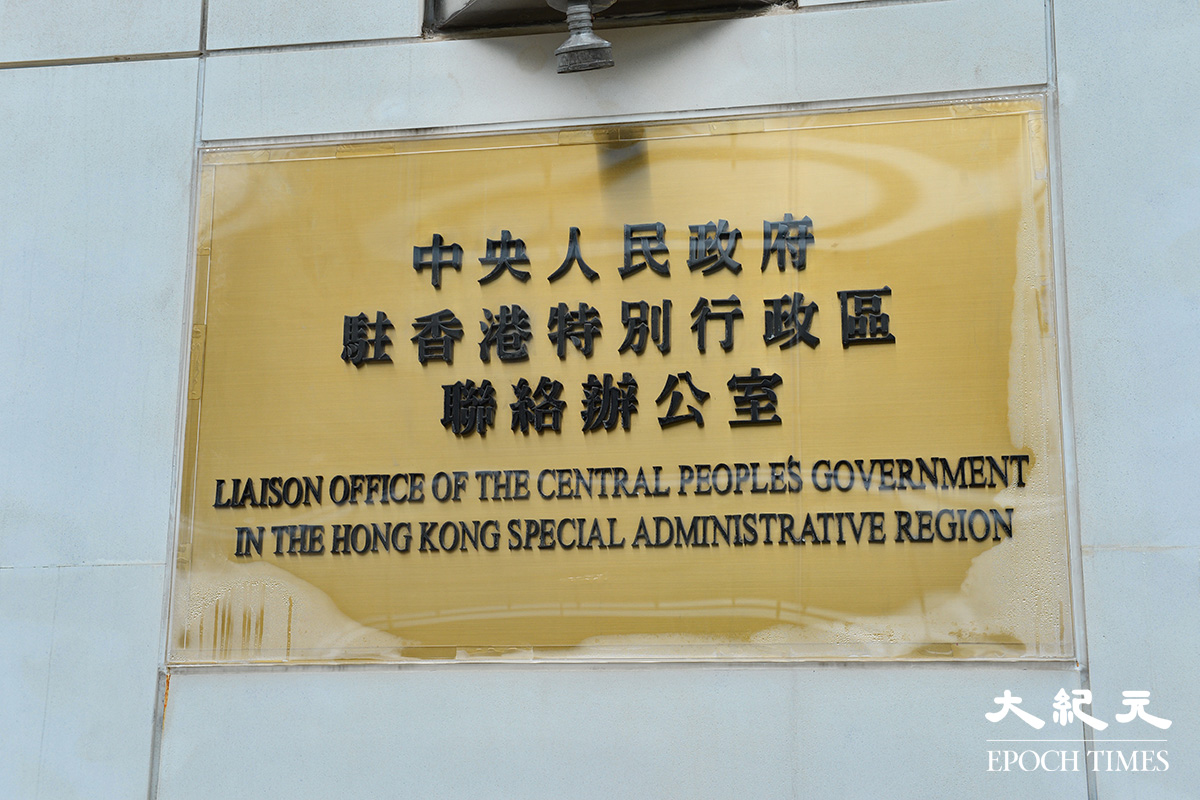 中央人民政府
駐香港特別行政區
聯絡辦公室
LIAISON OFFICE OF THE CENTRAL PEOPLE'S GOVERNMENT
IN THE HONG KONG SPECIAL ADMINISTRATIVE REGION
大紀元
EPOCH TIMES